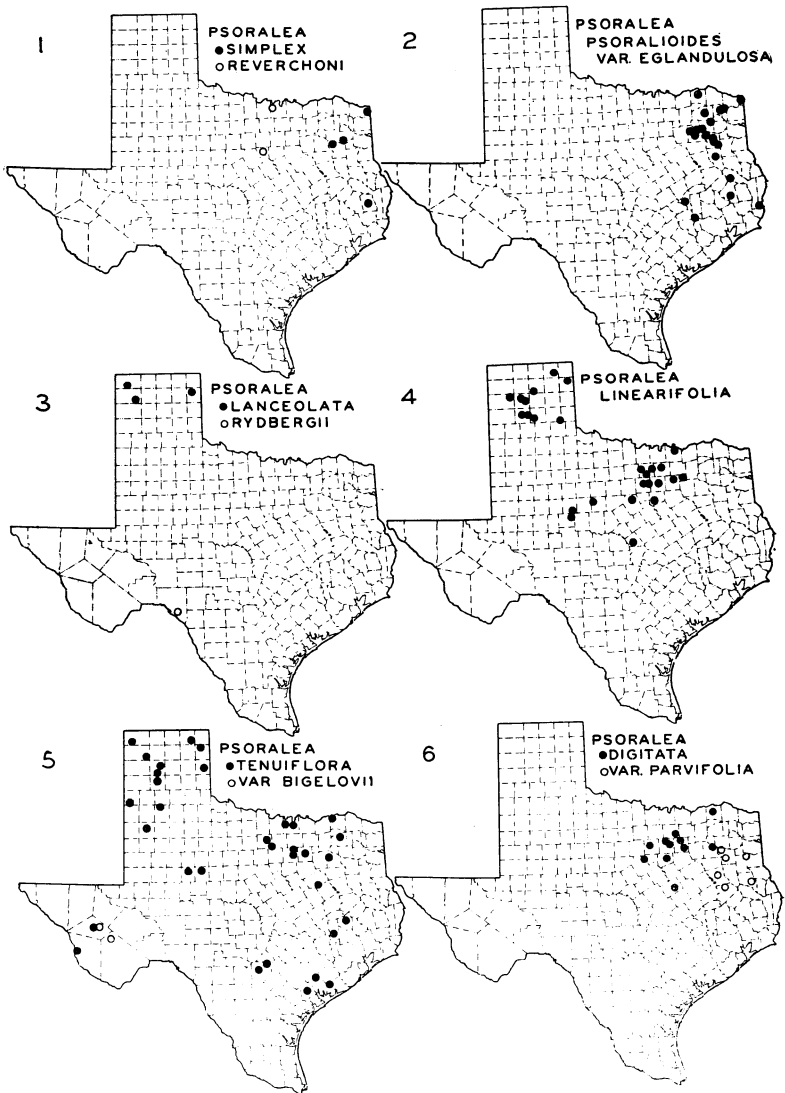 1
PSORALEA
●SIMPLEX
○REVERCHONI
2
PSORALEA
PSORALIOIDES
VAR. EGLANDULOSA
3
PSORALEA
●LANCEOLATA
○RYDBERGII
4
PSORALEA
LINEARIFOLIA
5
PSORALEA
●TENUIFLORA
○VAR BIGELOVII
6
PSORALEA
●DIGITATA
○VAR. PARVIFOLIA